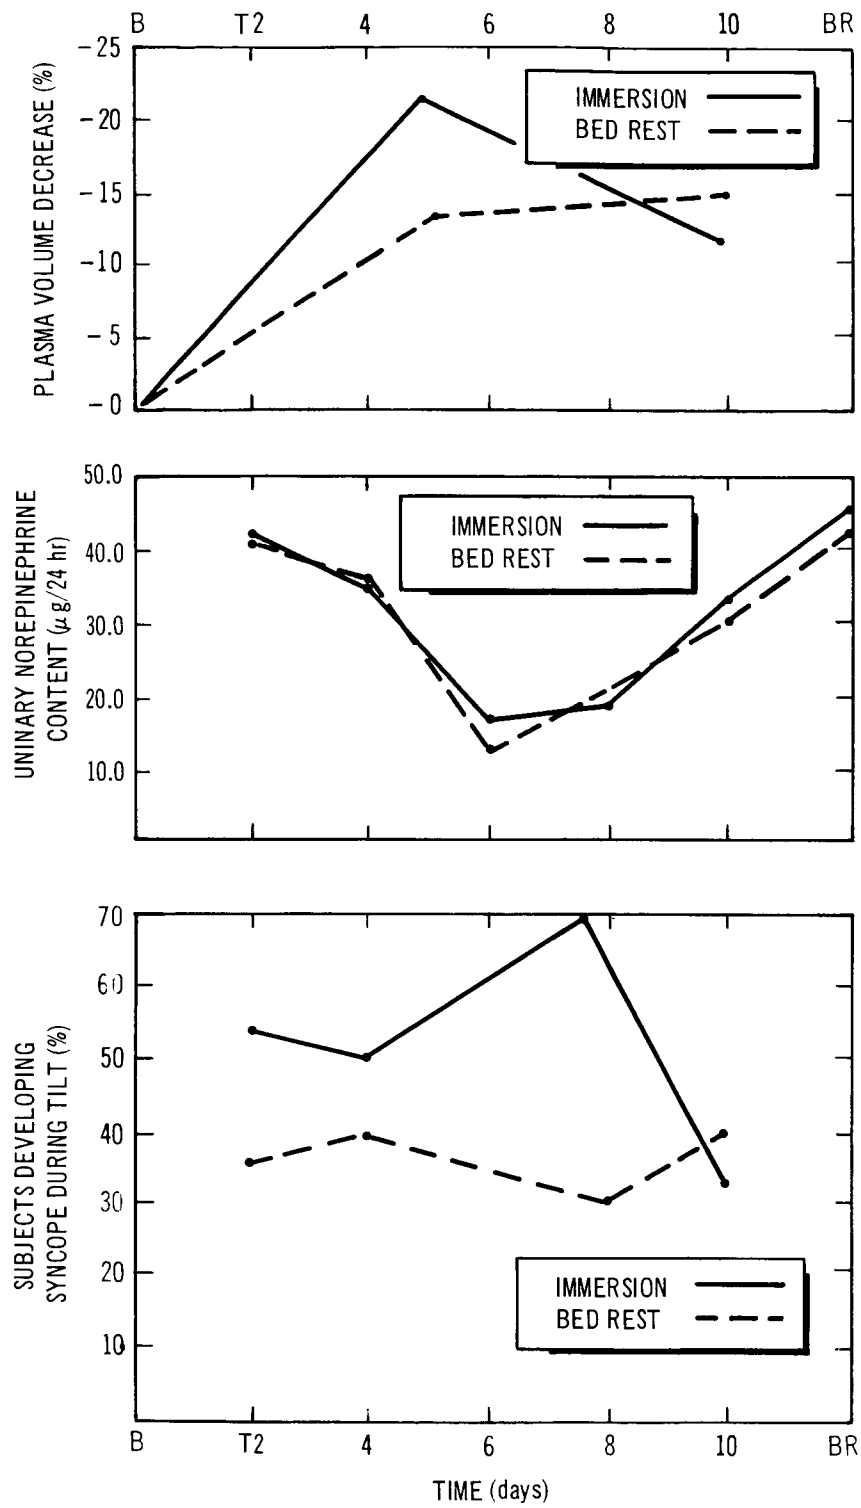 B T2 4 6 8 10 BR
PLASMA VOLUME DECREASE (%)
-25
-20
-15
-10
-5
-0
IMMERSION
BED REST
UNINARY NOREPINEPHRINE
CONTENT (μg/24 hr)
50.0
40.0
30.0
20.0
10.0
IMMERSION
BED REST
SUBJECTS DEVELOPING
SYNCOPE DURING TILT (%)
70
60
50
40
30
20
10
IMMERSION
BED REST
B T2 4 6 8 10 BR
TIME (days)